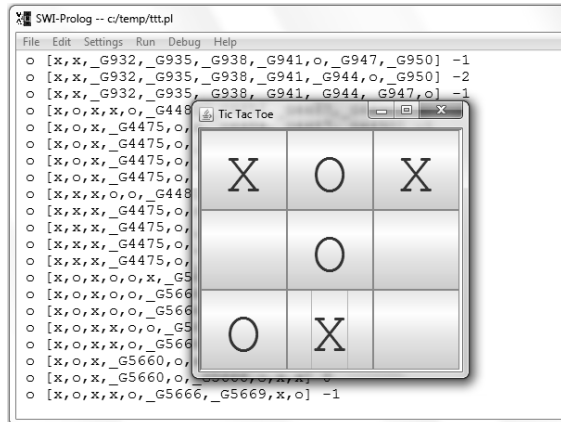 SWI-Prolog -- c:/temp/ttt.pl
File Edit Settings Run Debug Help
o [x,x,_G932,_G935,_G938,_G941,o,_G947,_G950] -1
o [x,x,_G932,_G935,_G938,_G941,_G944,o,_G950] -2
o [x,x,_G932,_G935,_G938,_G941,_G944,_G947,o] -1
o [x,o,x,x,o,_G448
o [x,o,x,_G4475,o,
o [x,o,x,_G4475,o,
o [x,o,x,_G4475,o,
o [x,o,x,_G4475,o,
o [x,o,x,o,o,_G448
o [x,o,x,_G4475,o,
o [x,o,x,_G4475,o,
o [x,o,x,_G4475,o,
o [x,o,x,_G4475,o,
o [x,o,x,o,o,x,_G5
o [x,o,x,o,o,_G566
o [x,o,x,o,o,_G566
o [x,o,x,o,o,_G5
o [x,o,x,_G5660,o,
o [x,o,x,_G5660,o,
o [x,o,x,x,o,_G5666,_G5669,x,o] -1
Tic Tac Toe
X O X
O
O X